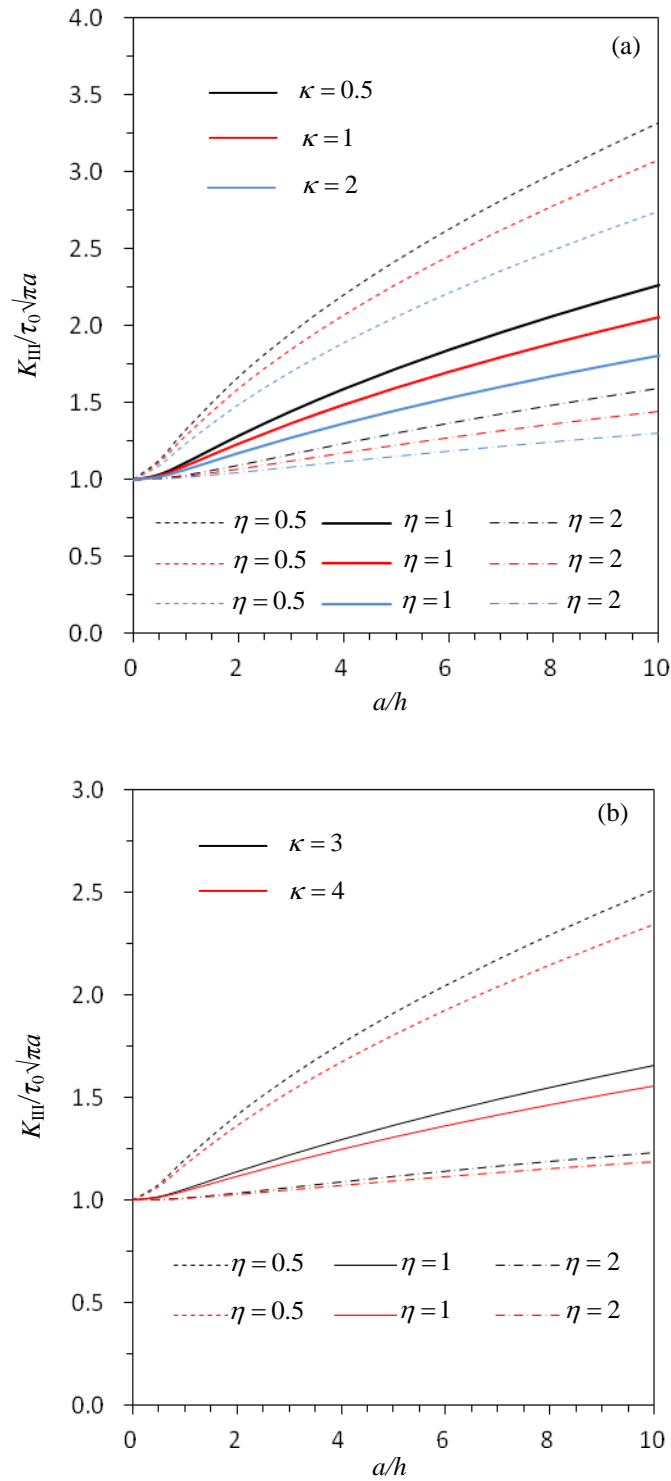 4.0
(a)
3.5
κ = 0.5
κ = 1
3.0
κ = 2
2.5
K_III/τ_0√πa
2.0
1.5
1.0
η = 0.5 η = 1 η = 2
0.5
η = 0.5 η = 1 η = 2
η = 0.5 η = 1 η = 2
0.0
0 2 4 6 8 10
a/h
3.0
(b)
κ = 3
2.5
κ = 4
2.0
K_III/τ_0√πa
1.5
1.0
η = 0.5 η = 1 η = 2
η = 0.5 η = 1 η = 2
0.5
0.0
0 2 4 6 8 10
a/h